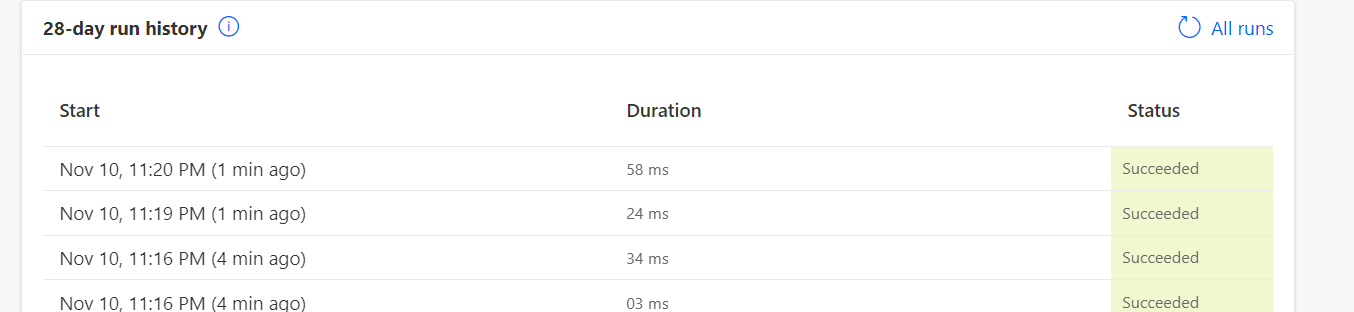 28-day run history
All runs
Start Duration Status
Nov 10, 11:20 PM (1 min ago) 58 ms Succeeded
Nov 10, 11:19 PM (1 min ago) 24 ms Succeeded
Nov 10, 11:16 PM (4 min ago) 34 ms Succeeded
Nov 10, 11:16 PM (4 min ago) 03 ms Succeeded